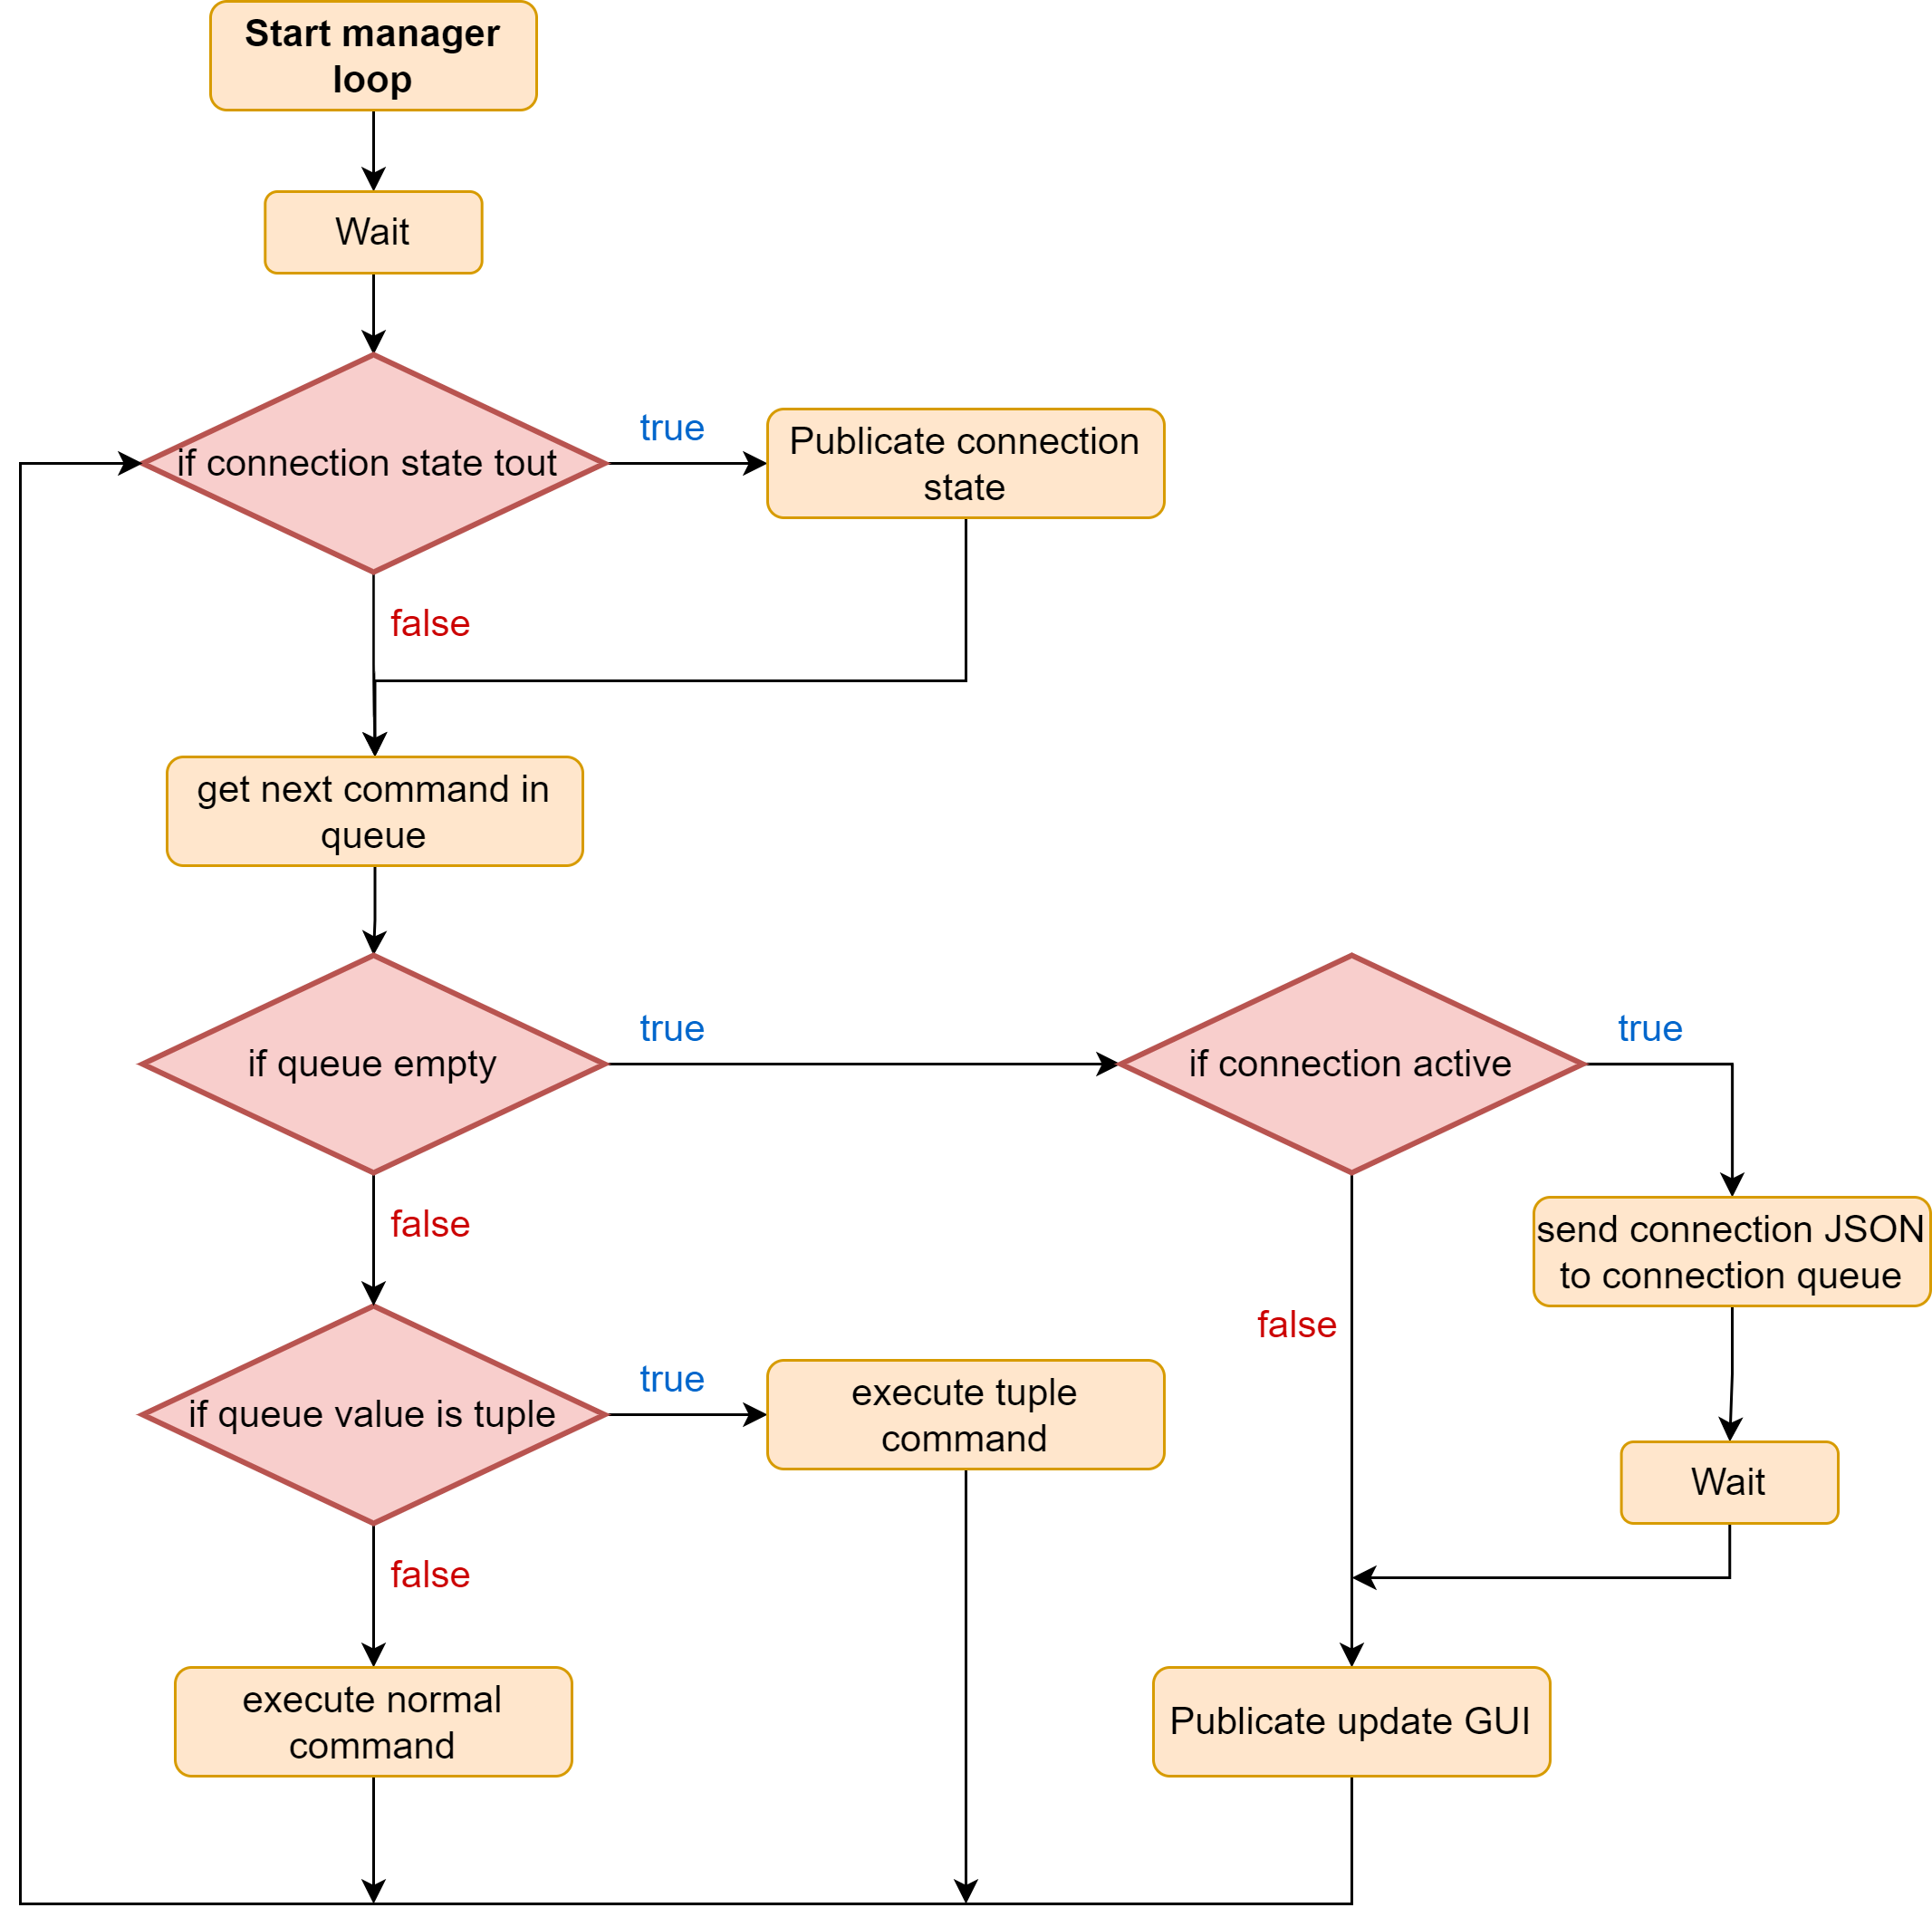 Start manager
loop
Wait
if connection state tout
true
Publicate connection
state
false
get next command in
queue
if queue empty
true
if connection active
true
false
send connection JSON
to connection queue
false
if queue value is tuple
true
execute tuple
command
Wait
false
execute normal
command
Publicate update GUI